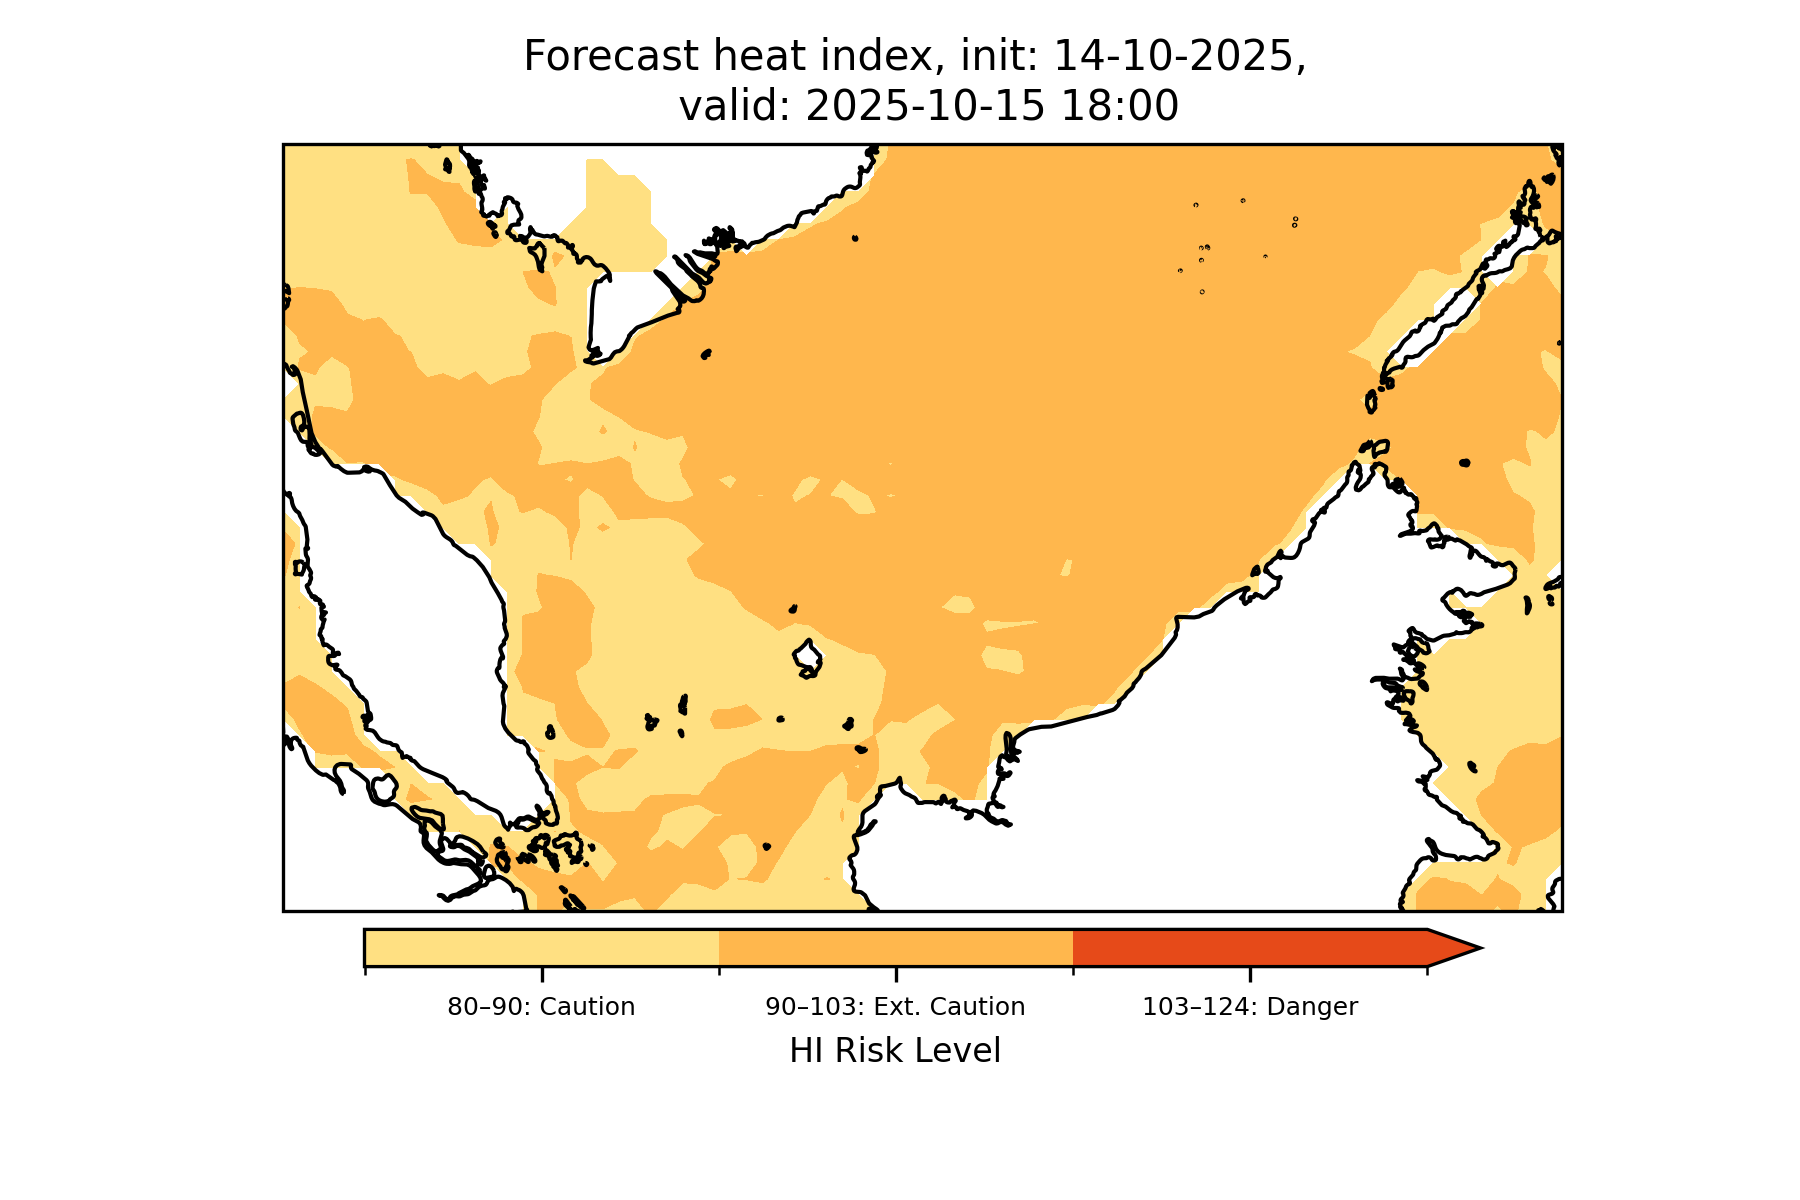 Forecast heat index, init: 14-10-2025,
valid: 2025-10-15 18:00
80–90: Caution
90–103: Ext. Caution
103–124: Danger
HI Risk Level